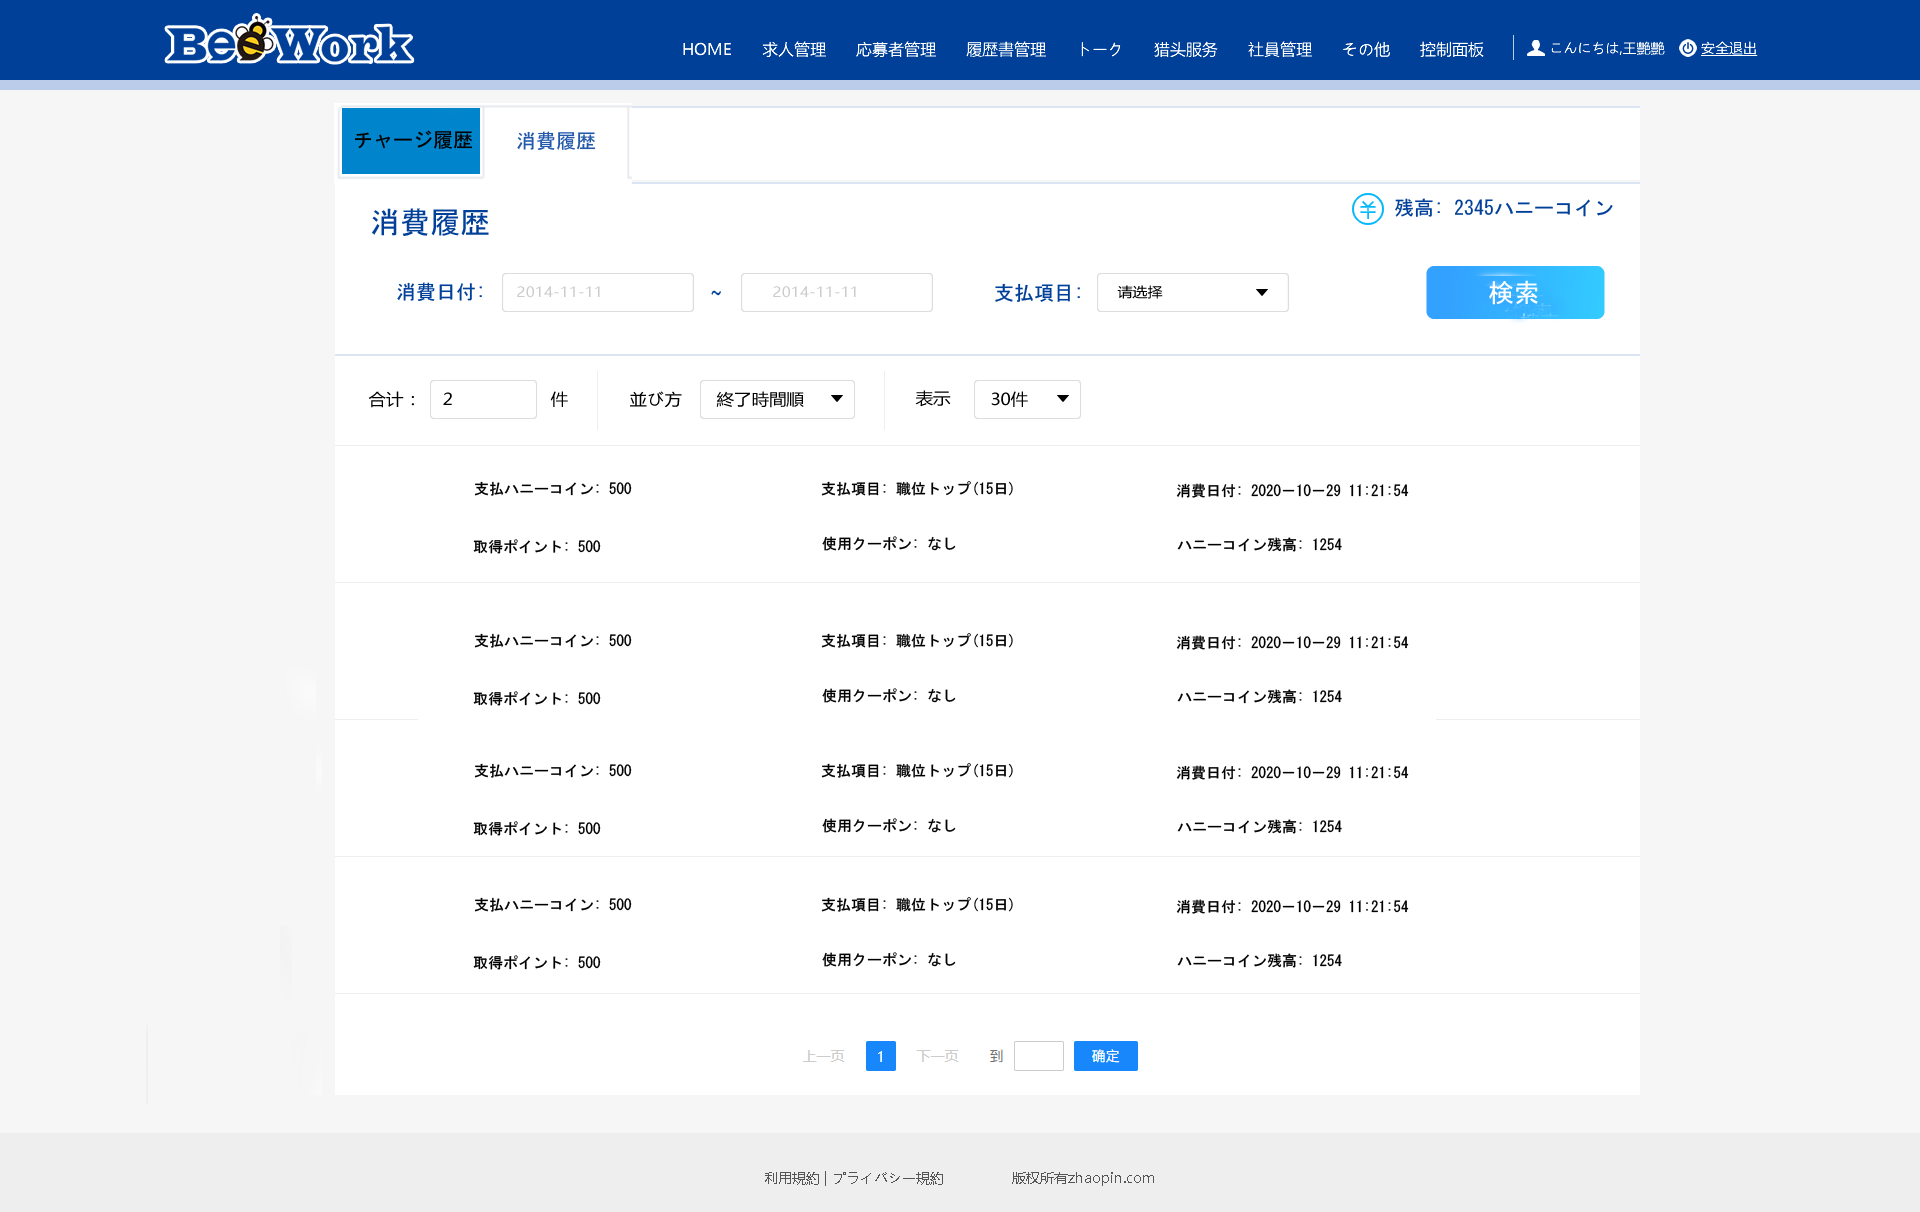 BeeWork
HOME 求人管理 応募者管理 履歴書管理 トーク 猎头服务 社員管理 その他 控制面板 こんにちは,王艶艶 安全退出
チャージ履歴 消費履歴
消費履歴 残高: 2345ハニーコイン
消費日付: 2014-11-11 ~ 2014-11-11 支払項目: 请选择 検索
合计: 2 件 並び方 終了時間順 表示 30件
支払ハニーコイン: 500 支払項目: 職位トップ(15日) 消費日付: 2020ー10ー29 11:21:54
取得ポイント: 500 使用クーポン: なし ハニーコイン残高: 1254
支払ハニーコイン: 500 支払項目: 職位トップ(15日) 消費日付: 2020ー10ー29 11:21:54
取得ポイント: 500 使用クーポン: なし ハニーコイン残高: 1254
支払ハニーコイン: 500 支払項目: 職位トップ(15日) 消費日付: 2020ー10ー29 11:21:54
取得ポイント: 500 使用クーポン: なし ハニーコイン残高: 1254
支払ハニーコイン: 500 支払項目: 職位トップ(15日) 消費日付: 2020ー10ー29 11:21:54
取得ポイント: 500 使用クーポン: なし ハニーコイン残高: 1254
上一页 1 下一页 到 确定
利用規約 | プライバシー規約 版权所有zhaopin.com